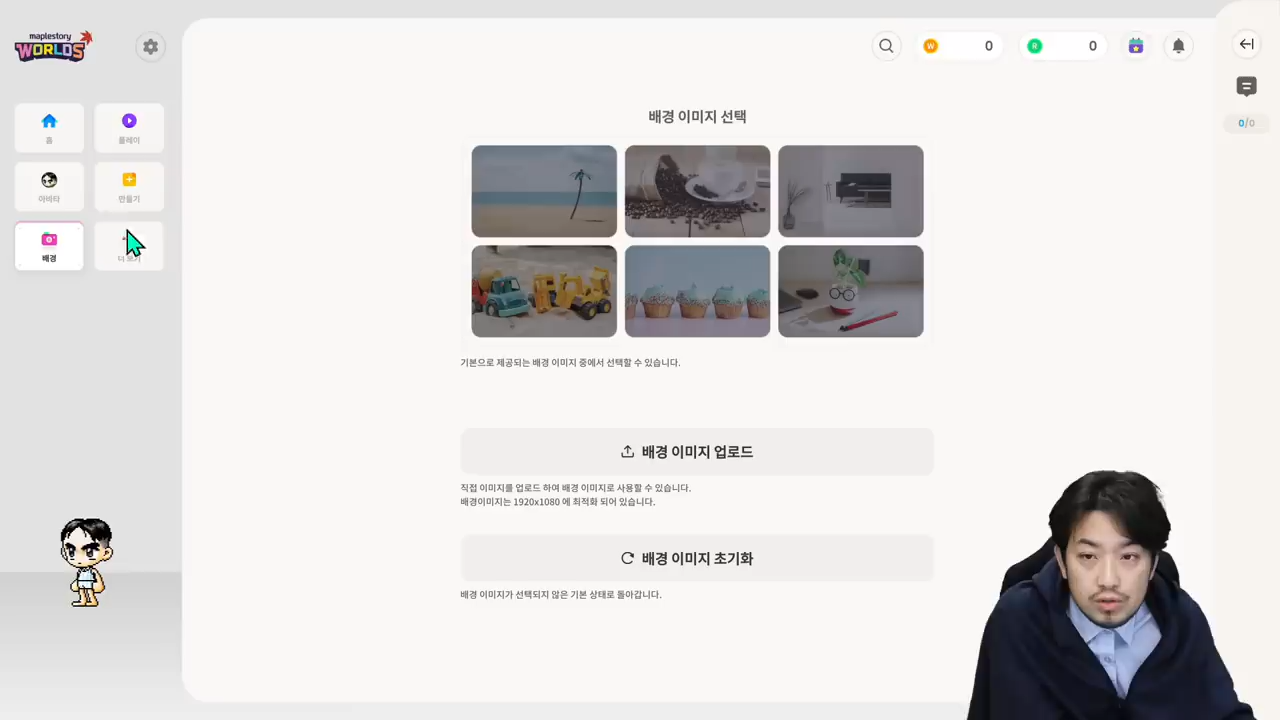 maplestory
WORLDS
홈
플레이
아바타
만들기
배경
W
0
R
0
0/0
배경 이미지 선택
기본으로 제공되는 배경 이미지 중에서 선택할 수 있습니다.
배경 이미지 업로드
직접 이미지를 업로드 하여 배경 이미지로 사용할 수 있습니다.
배경이미지는 1920x1080 에 최적화 되어 있습니다.
배경 이미지 초기화
배경 이미지가 선택되지 않은 기본 상태로 돌아갑니다.